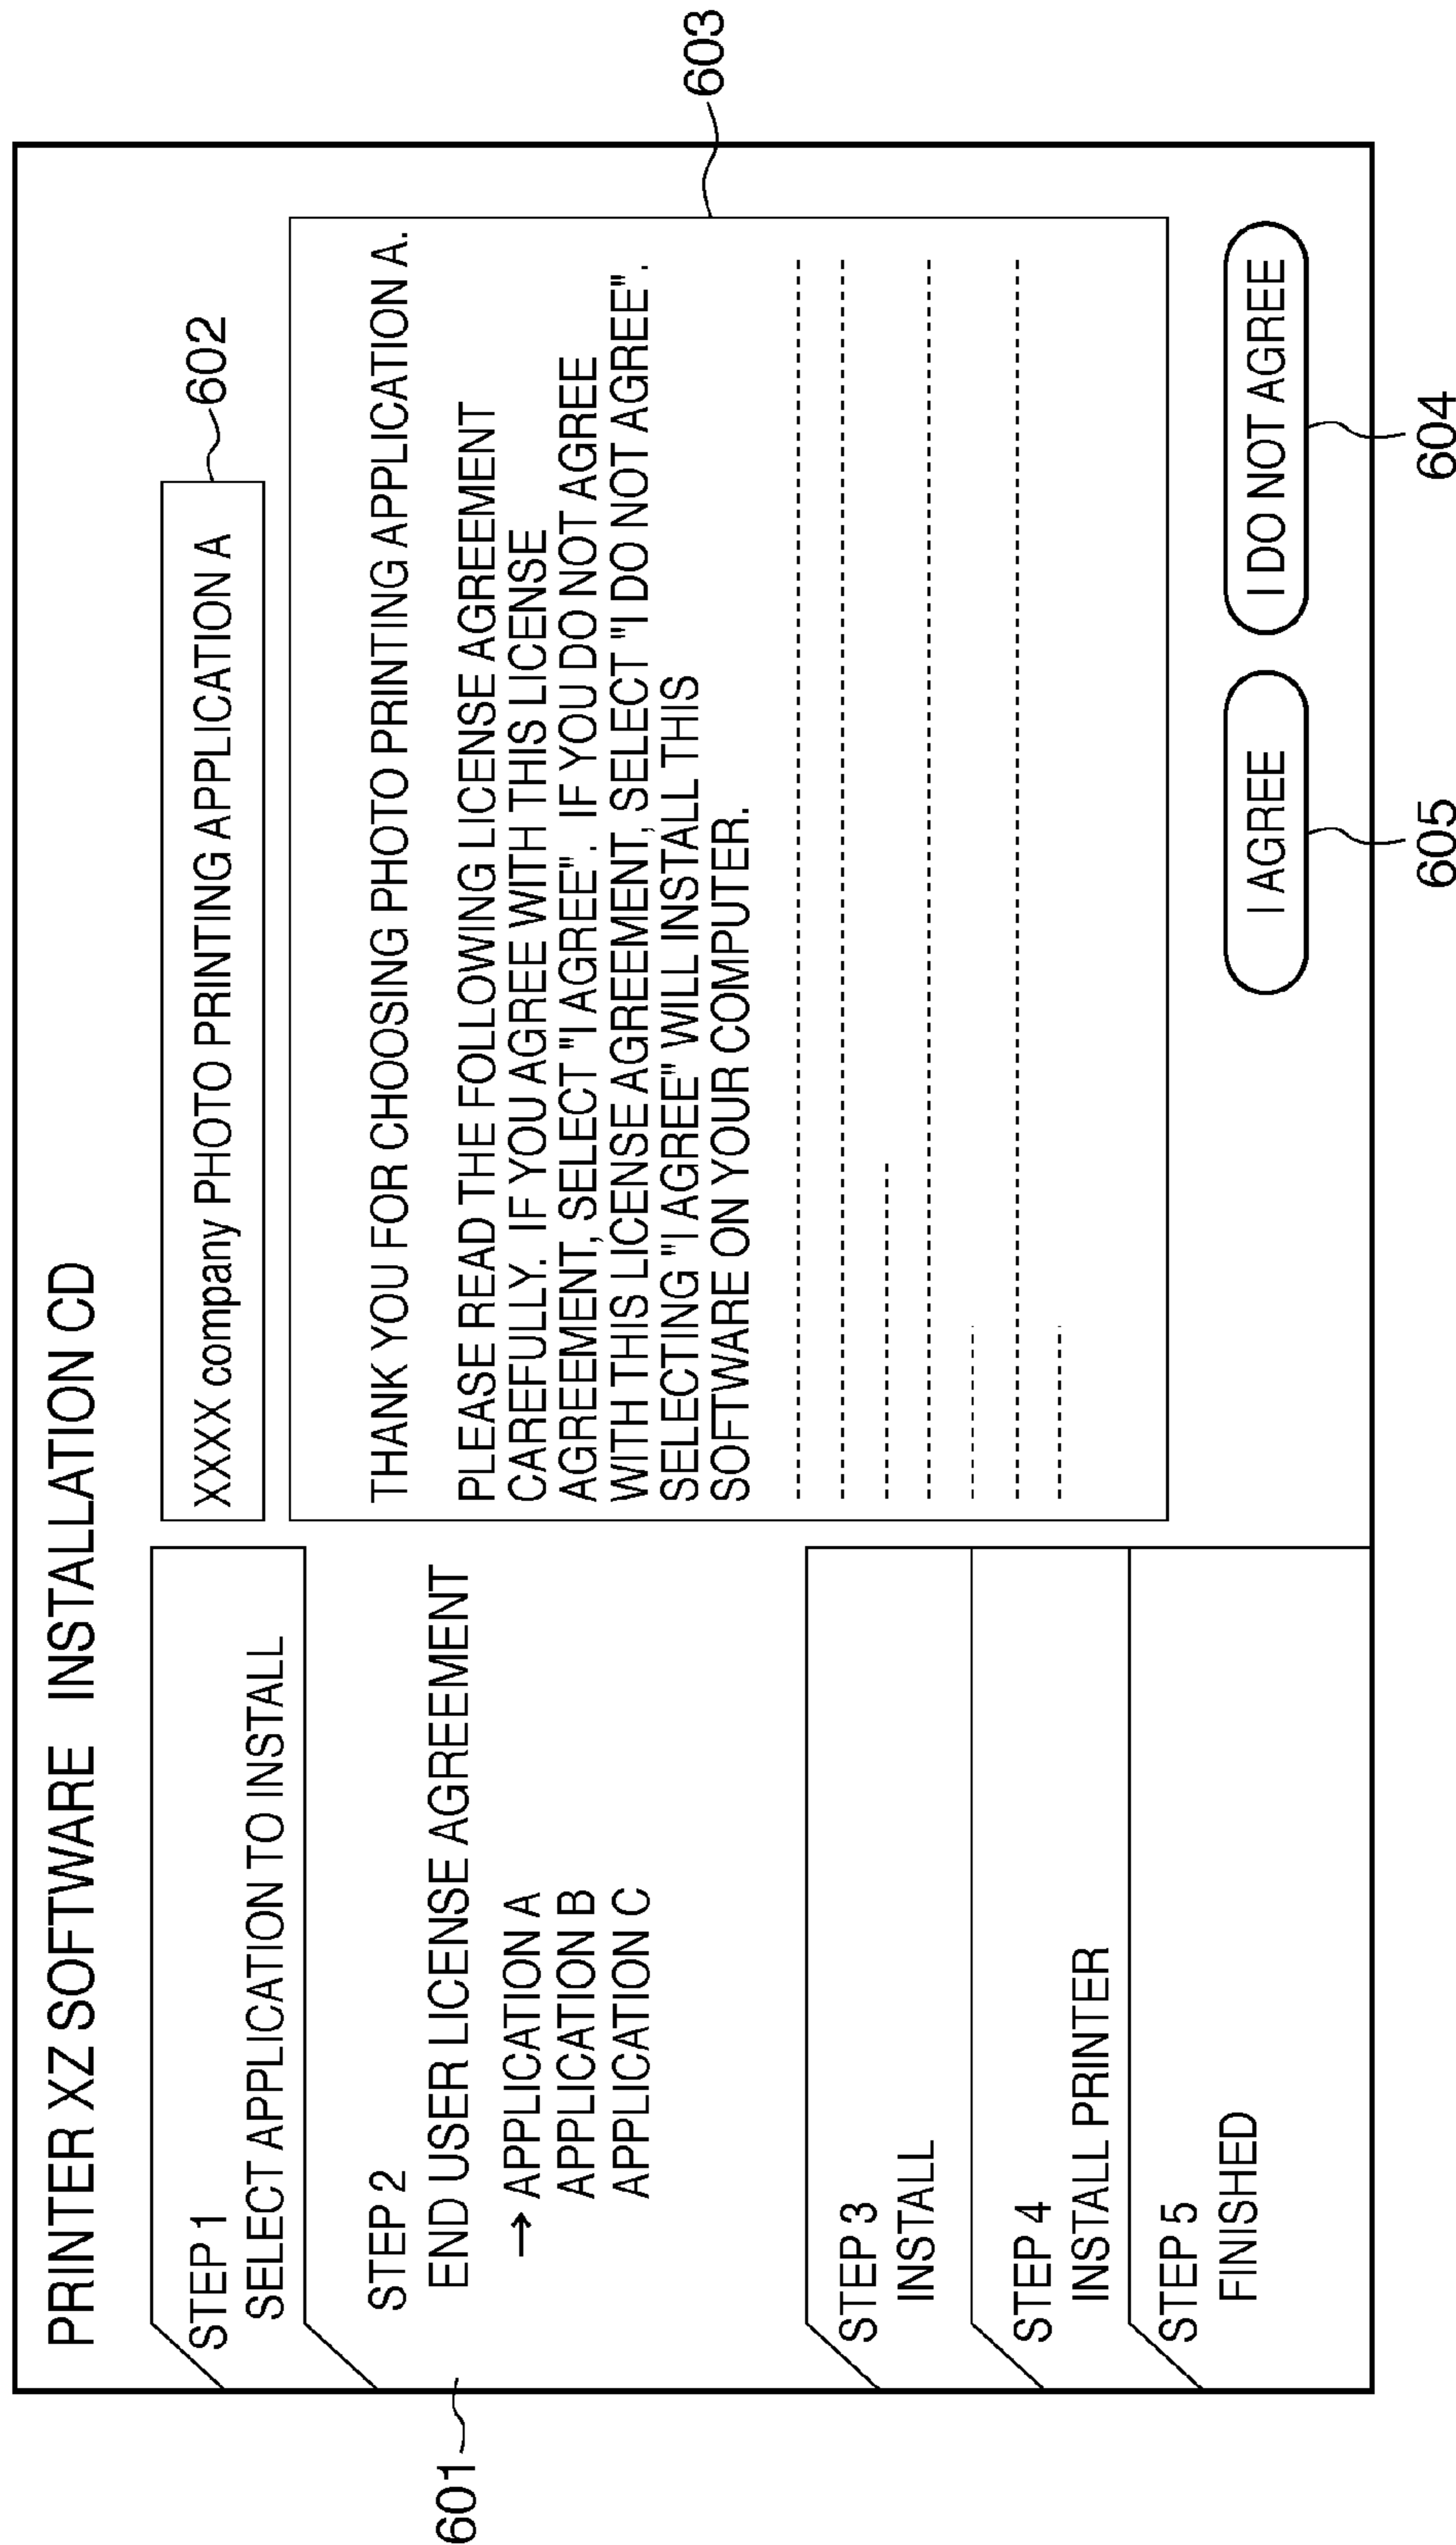 PRINTER XZ SOFTWARE INSTALLATION CD
STEP 1
SELECT APPLICATION TO INSTALL
601
STEP 2
END USER LICENSE AGREEMENT
→ APPLICATION A
APPLICATION B
APPLICATION C
STEP 3
INSTALL
STEP 4
INSTALL PRINTER
STEP 5
FINISHED
XXXX company PHOTO PRINTING APPLICATION A
602
THANK YOU FOR CHOOSING PHOTO PRINTING APPLICATION A.
PLEASE READ THE FOLLOWING LICENSE AGREEMENT
CAREFULLY. IF YOU AGREE WITH THIS LICENSE
AGREEMENT, SELECT "I AGREE". IF YOU DO NOT AGREE
WITH THIS LICENSE AGREEMENT, SELECT "I DO NOT AGREE".
SELECTING "I AGREE" WILL INSTALL THIS
SOFTWARE ON YOUR COMPUTER.
603
I AGREE
I DO NOT AGREE
605
604